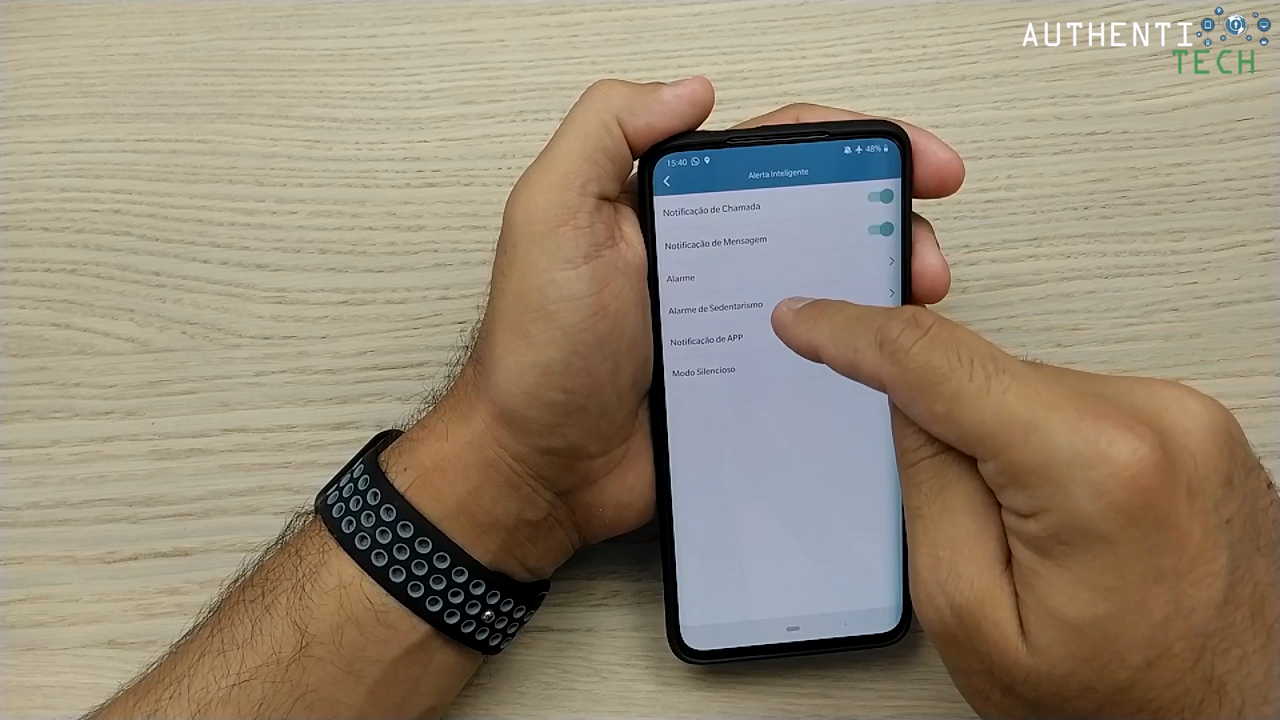 AUTHENTI
TECH
15:40
48%
Alerta Inteligente
Notificação de Chamada
Notificação de Mensagem
Alarme
Alarme de Sedentarismo
Notificação de APP
Modo Silencioso